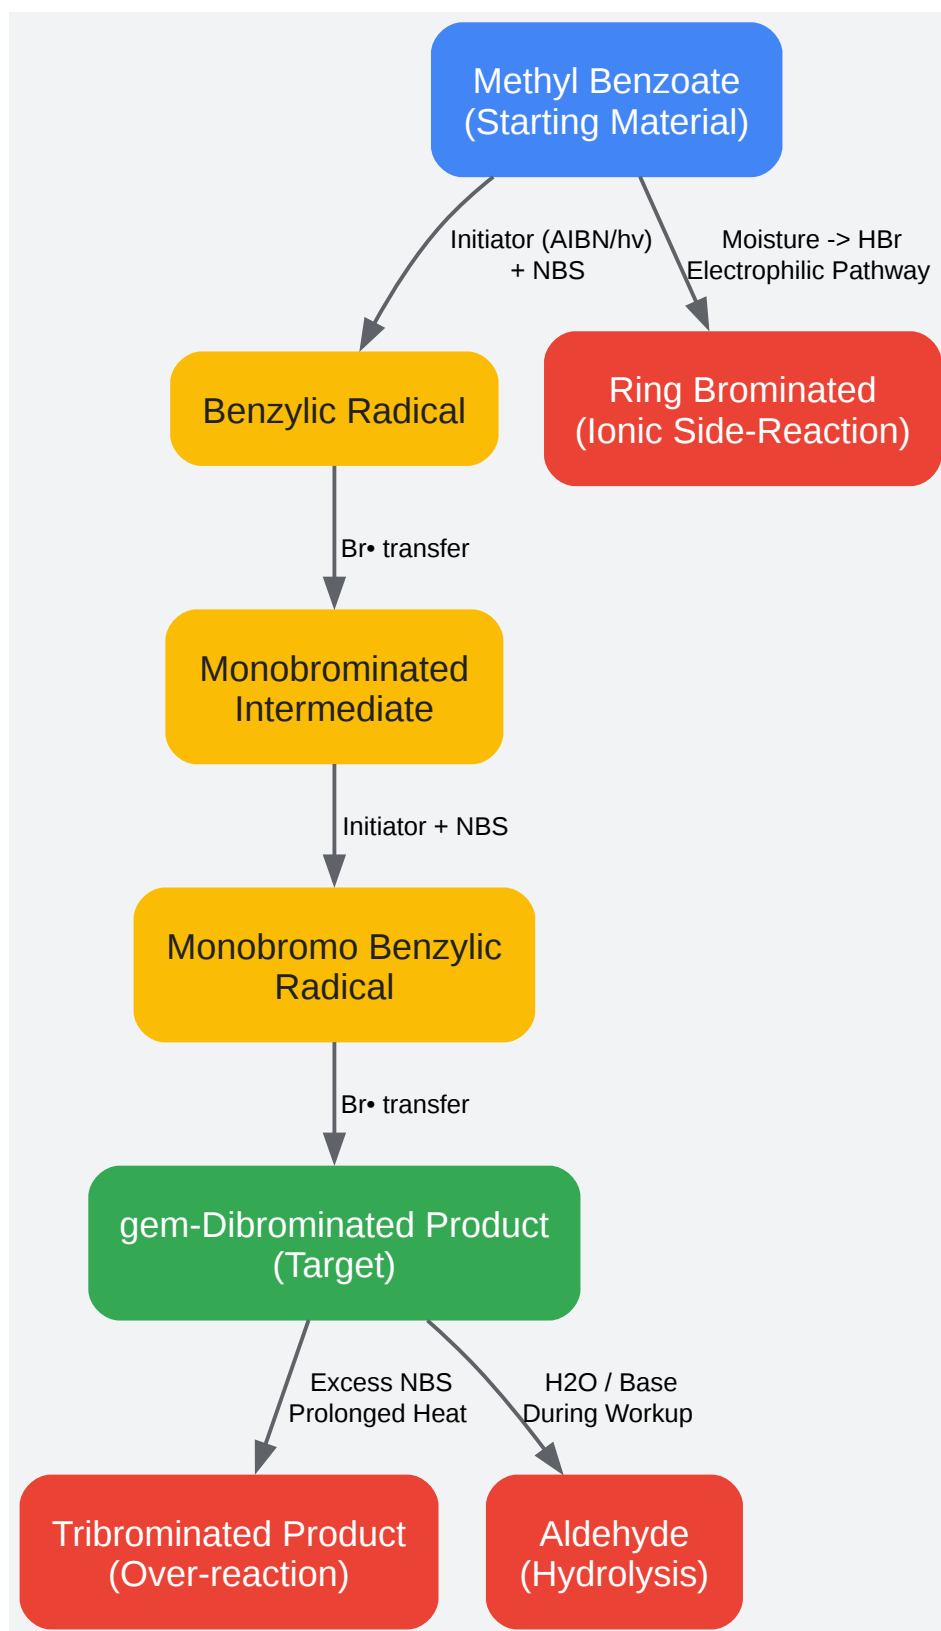 Methyl Benzoate
(Starting Material)
Initiator (AIBN/hv)
+ NBS
Moisture -> HBr
Electrophilic Pathway
Benzylic Radical
Ring Brominated
(Ionic Side-Reaction)
Br• transfer
Monobrominated
Intermediate
Initiator + NBS
Monobromo Benzylic
Radical
Br• transfer
gem-Dibrominated Product
(Target)
Excess NBS
Prolonged Heat
H2O / Base
During Workup
Tribrominated Product
(Over-reaction)
Aldehyde
(Hydrolysis)